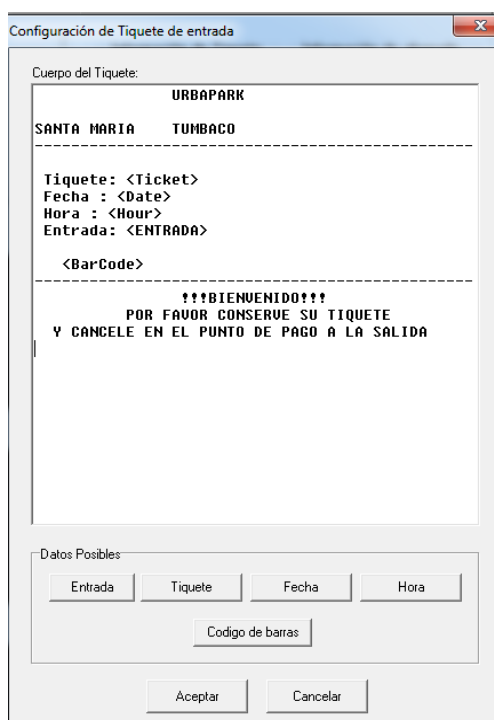 Configuración de Tiquete de entrada
Cuerpo del Tiquete:
URBAPARK
SANTA MARIA TUMBACO
--------------------------------------------------
Tiquete: <Ticket>
Fecha : <Date>
Hora : <Hour>
Entrada: <ENTRADA>
<BarCode>
--------------------------------------------------
!!!BIENVENIDO!!!
POR FAVOR CONSERVE SU TIQUETE
Y CANCELE EN EL PUNTO DE PAGO A LA SALIDA
Datos Posibles
Entrada Tiquete Fecha Hora
Codigo de barras
Aceptar Cancelar